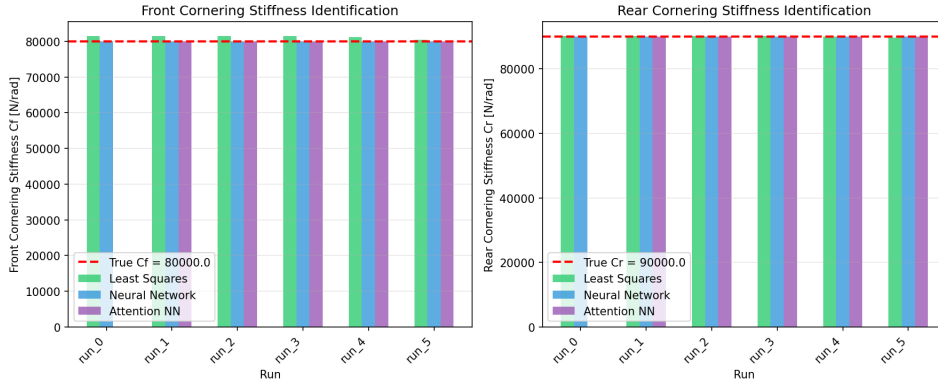 Front Cornering Stiffness Identification
Front Cornering Stiffness Cf [N/rad]
80000
70000
60000
50000
40000
30000
20000
10000
0
True Cf = 80000.0
Least Squares
Neural Network
Attention NN
run_0
run_1
run_2
run_3
run_4
run_5
Run
Rear Cornering Stiffness Identification
Rear Cornering Stiffness Cr [N/rad]
80000
60000
40000
20000
0
True Cr = 90000.0
Least Squares
Neural Network
Attention NN
run_0
run_1
run_2
run_3
run_4
run_5
Run